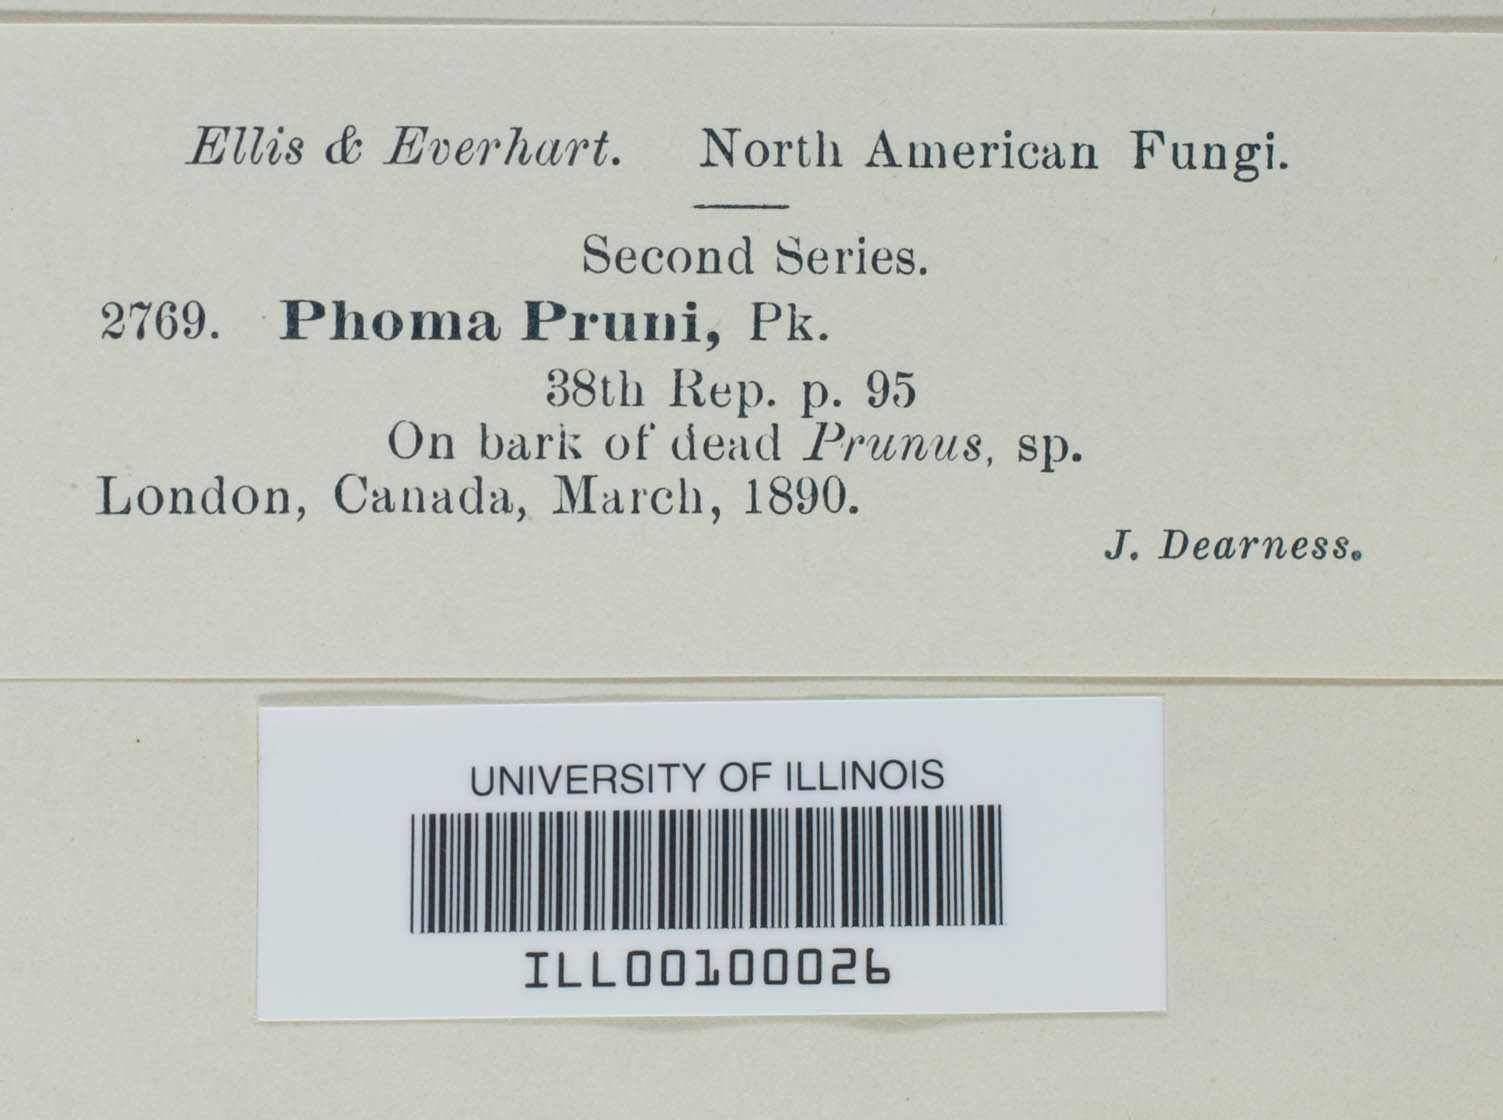 Ellis & Everhart. North American Fungi.
Second Series.
2769. Phoma Pruni, Pk.
38th Rep. p. 95
On bark of dead Prunus, sp.
London, Canada, March, 1890.
J. Dearness.
UNIVERSITY OF ILLINOIS
ILL00100026